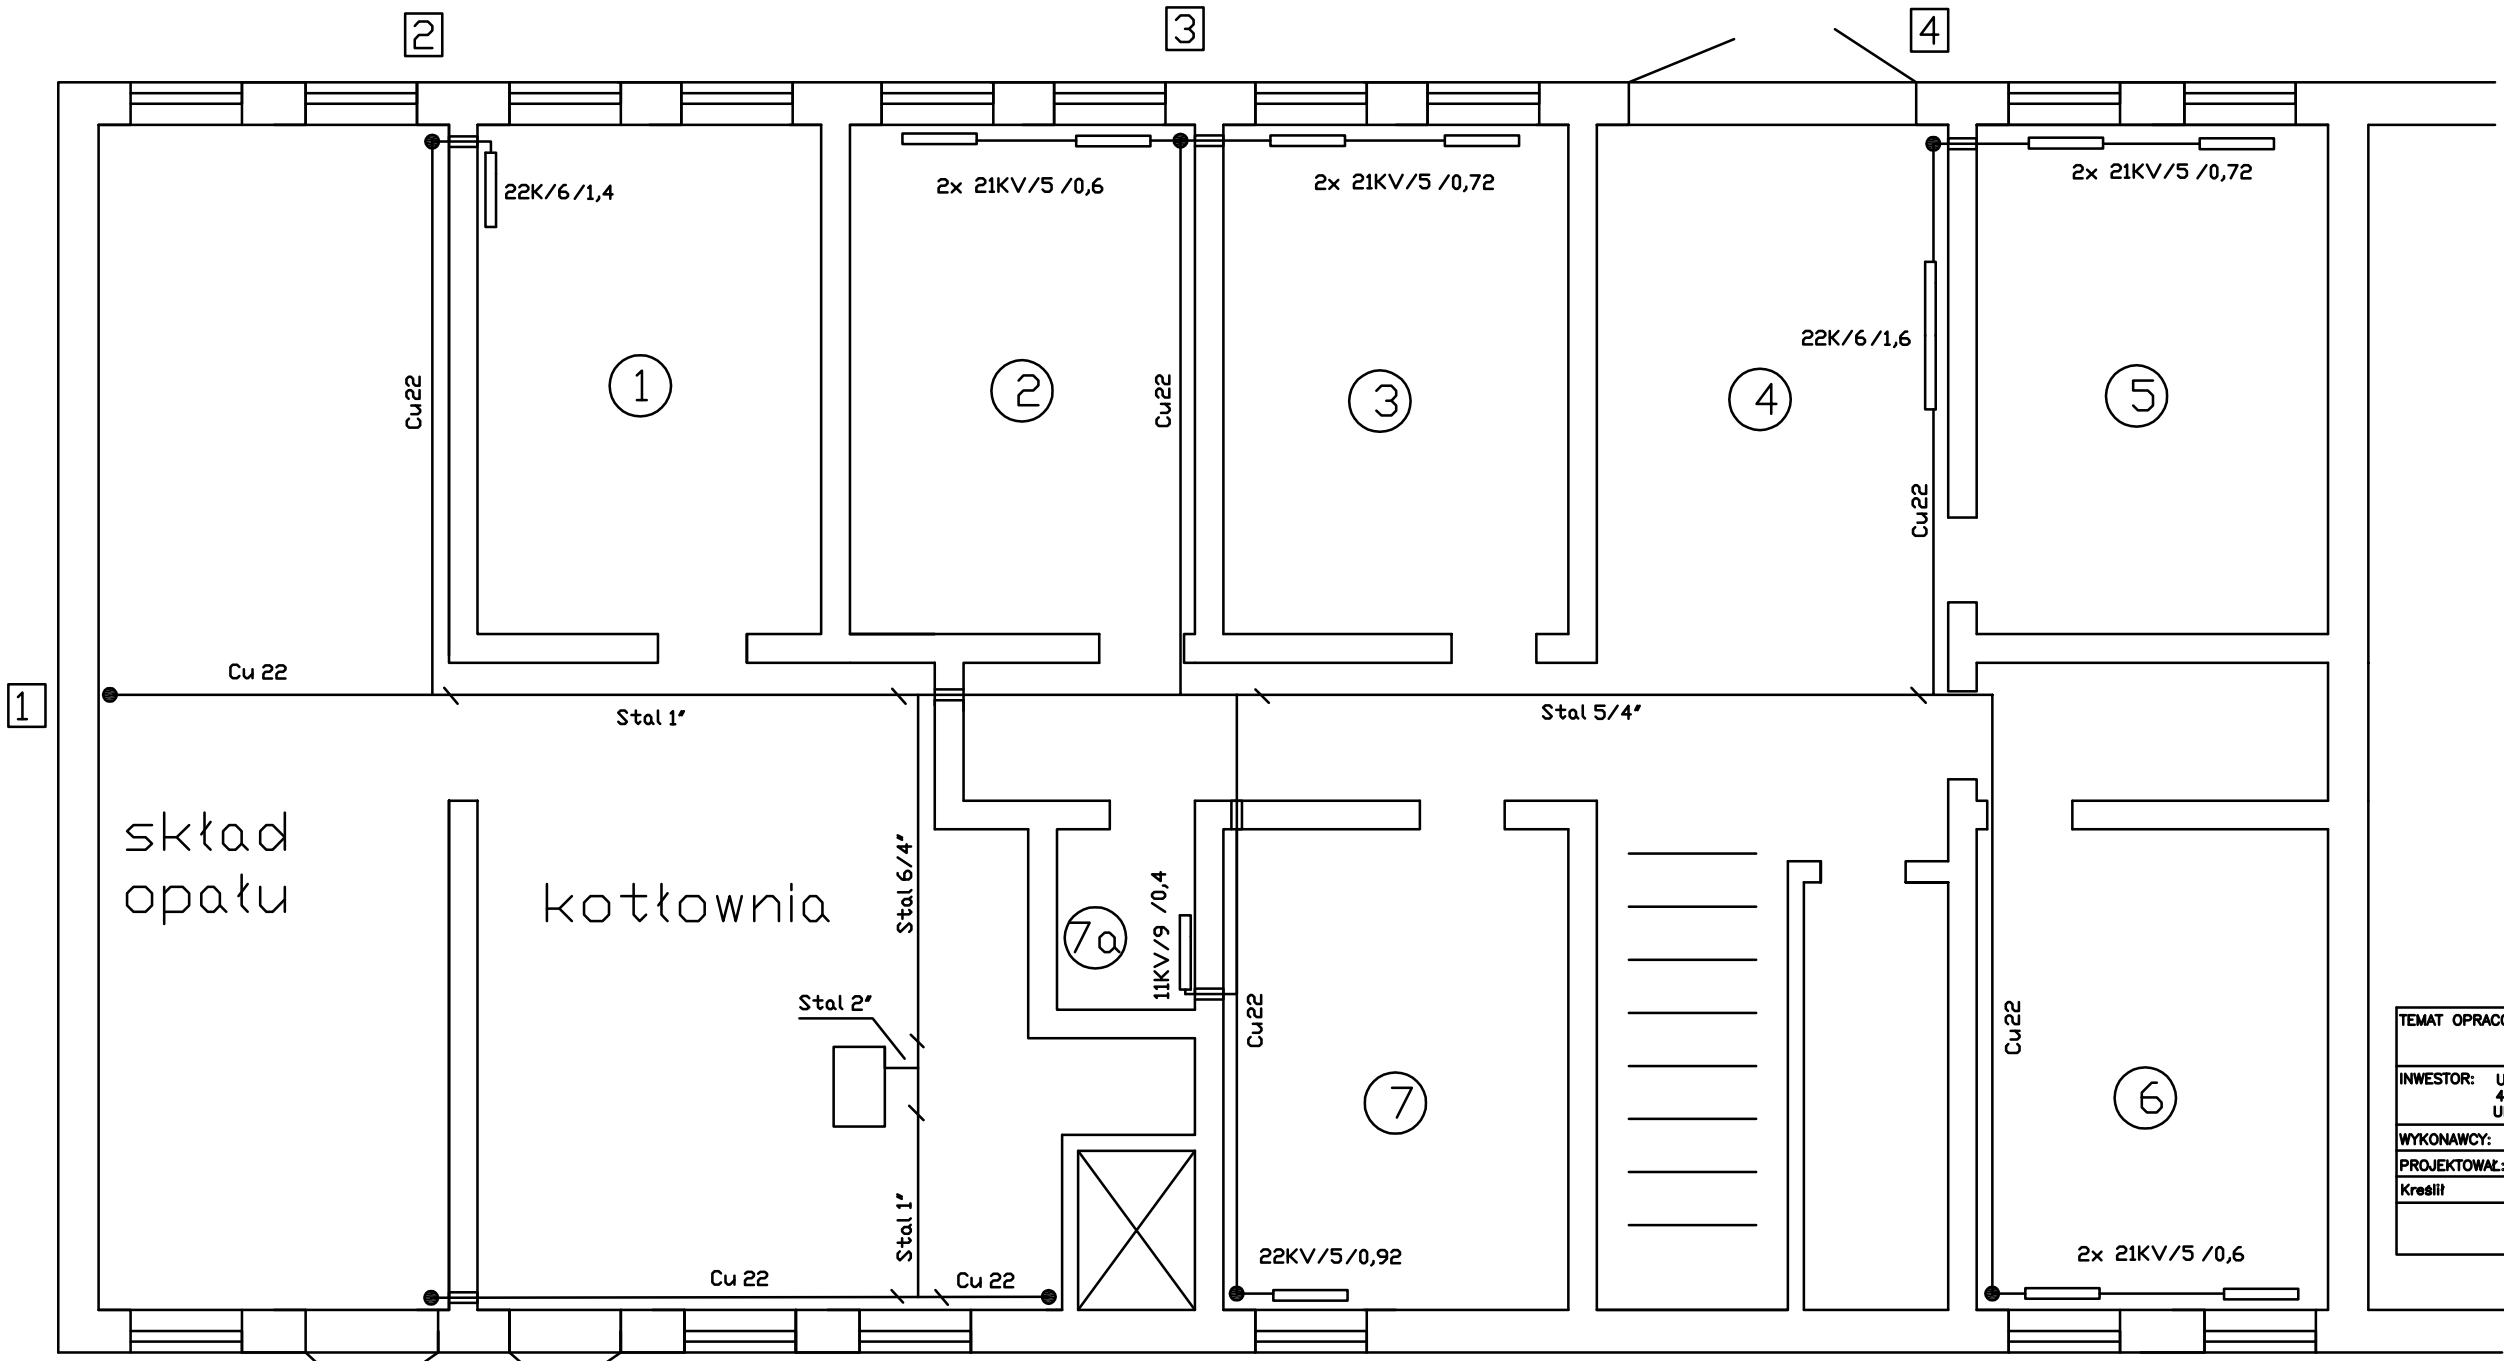 2
3
4
22K/6/1,4
2x 21KV/5/0,6
2x 21KV/5/0,72
2x 21KV/5/0,72
22K/6/1,6
Cu22
1
2
Cu22
3
4
5
Cu22
1
Cu 22
Stal 1"
Stal 5/4"
skład
opału
kotłownia
Stal 6/4"
7a
11KV/9/0,4
Stal 2"
Cu22
Cu22
7
6
Stal 1"
Cu 22
Cu 22
22KV/5/0,92
2x 21KV/5/0,6
TEMAT
INWESTOR:
WYKONAWCY:
PROJEKTOWAŁ:
Kreślił